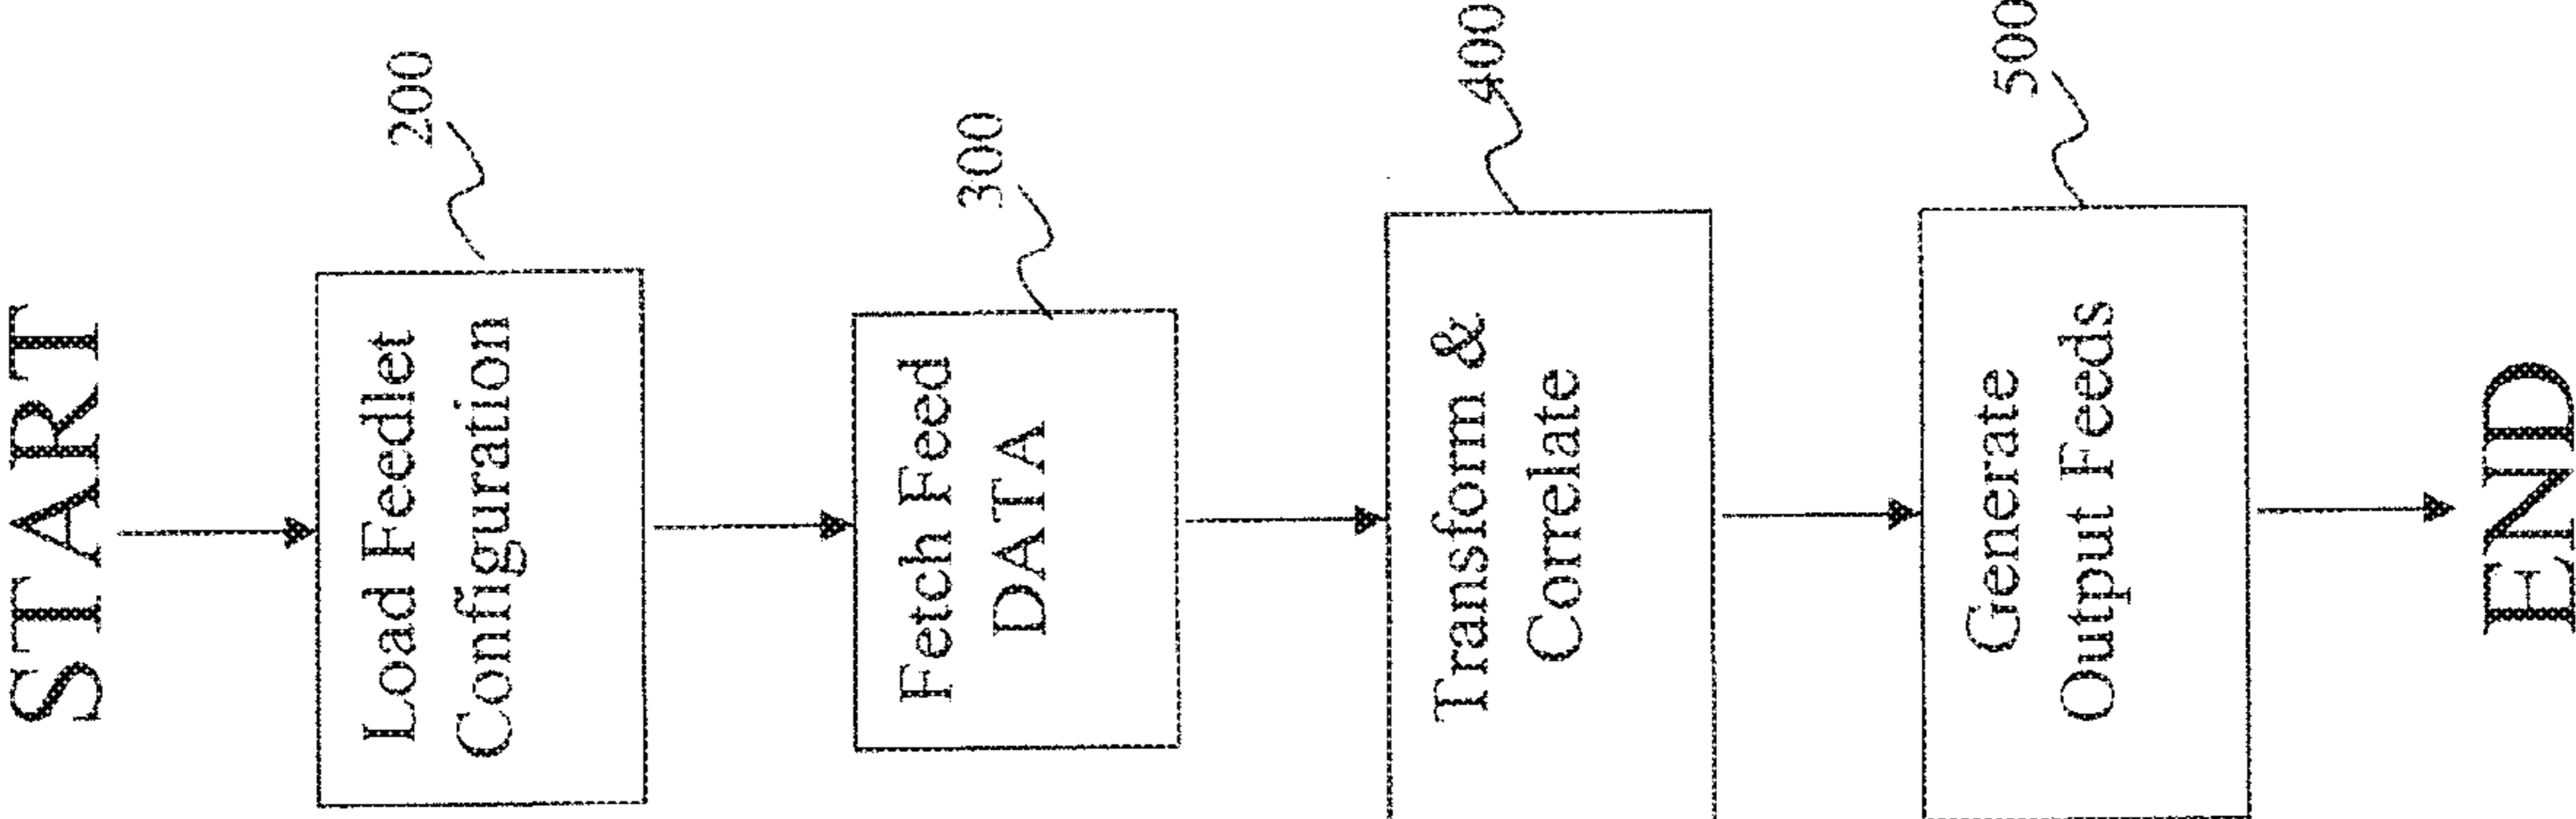 START
Load Feedlet
Configuration
200
Fetch Feed
DATA
300
Transform &
Correlate
400
Generate
Output Feeds
500
END